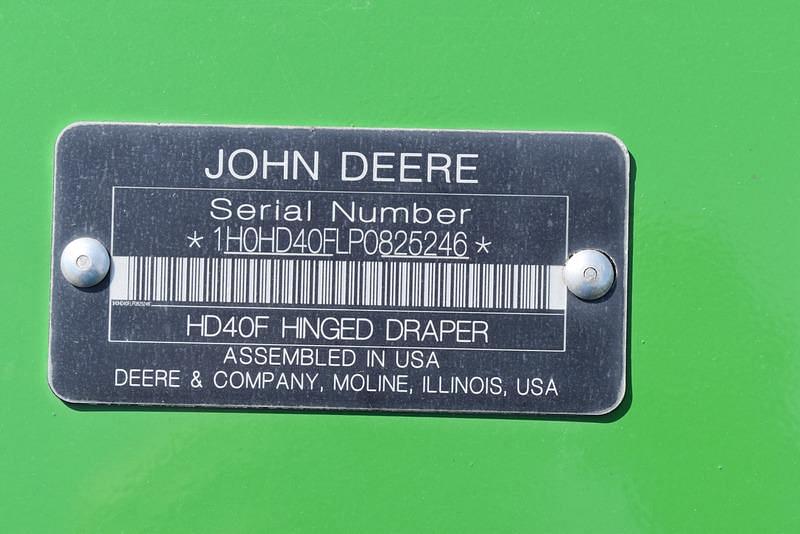 JOHN DEERE
Serial Number
*1H0HD40FLP0825246*
HD40F HINGED DRAPER
ASSEMBLED IN USA
DEERE & COMPANY, MOLINE, ILLINOIS, USA